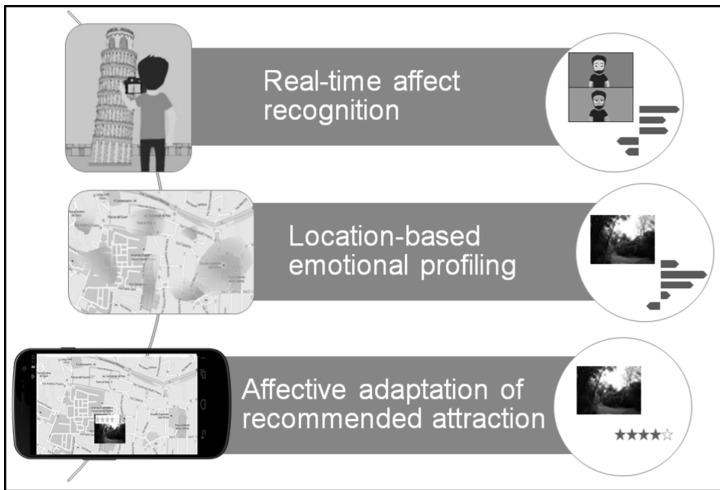 Real-time affect
recognition
Location-based
emotional profiling
Affective adaptation of
recommended attraction